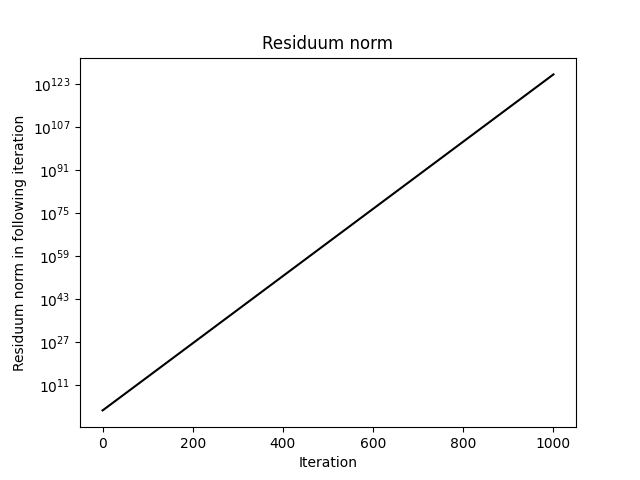 Residuum norm
Residuum norm in following iteration
10^123
10^107
10^91
10^75
10^59
10^43
10^27
10^11
0 200 400 600 800 1000
Iteration